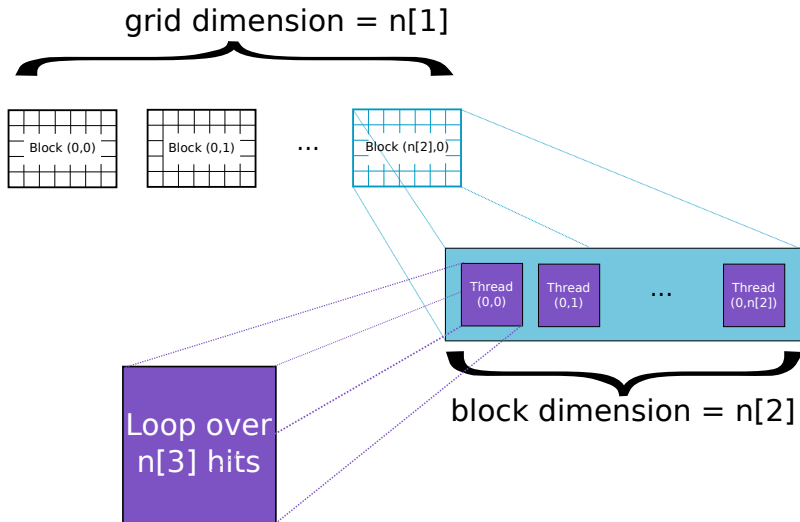 grid dimension = n[1]
Block (0,0)
Block (0,1)
...
Block (n[2],0)
Thread
(0,0)
Thread
(0,1)
...
Thread
(0,n[2])
block dimension = n[2]
Loop over
n[3] hits